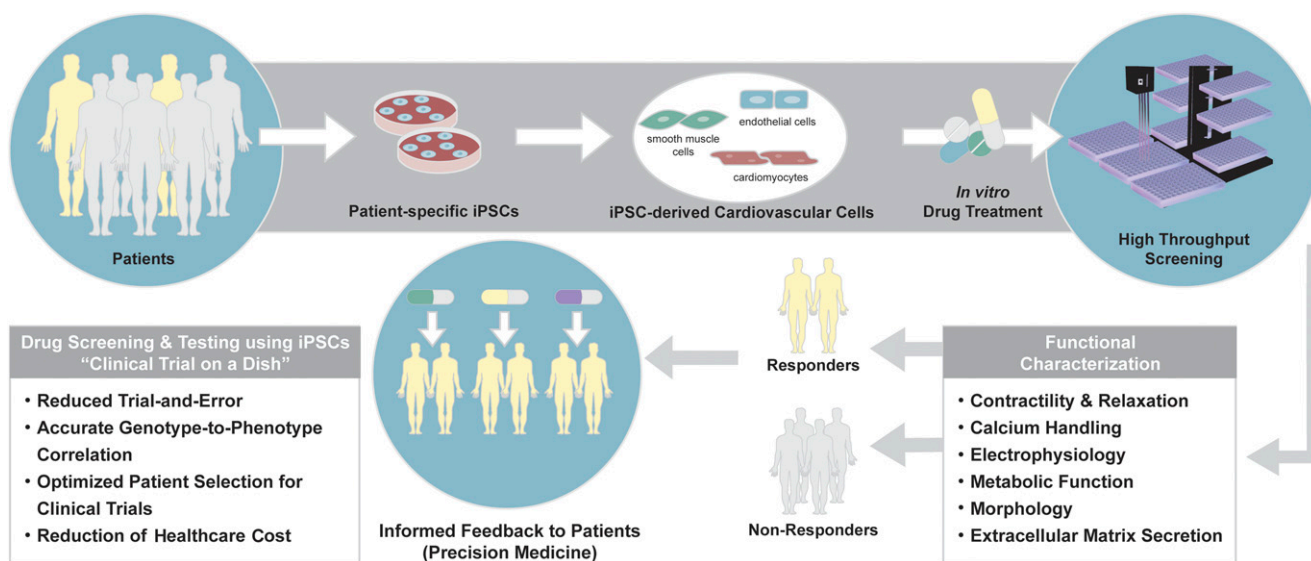 Patients
Patient-specific iPSCs
smooth muscle
cells
endothelial cells
cardiomyocytes
iPSC-derived Cardiovascular Cells
In vitro
Drug Treatment
High Throughput
Screening
Functional
Characterization
• Contractility & Relaxation
• Calcium Handling
• Electrophysiology
• Metabolic Function
• Morphology
• Extracellular Matrix Secretion
Responders
Non-Responders
Informed Feedback to Patients
(Precision Medicine)
Drug Screening & Testing using iPSCs
“Clinical Trial on a Dish”
• Reduced Trial-and-Error
• Accurate Genotype-to-Phenotype
Correlation
• Optimized Patient Selection for
Clinical Trials
• Reduction of Healthcare Cost